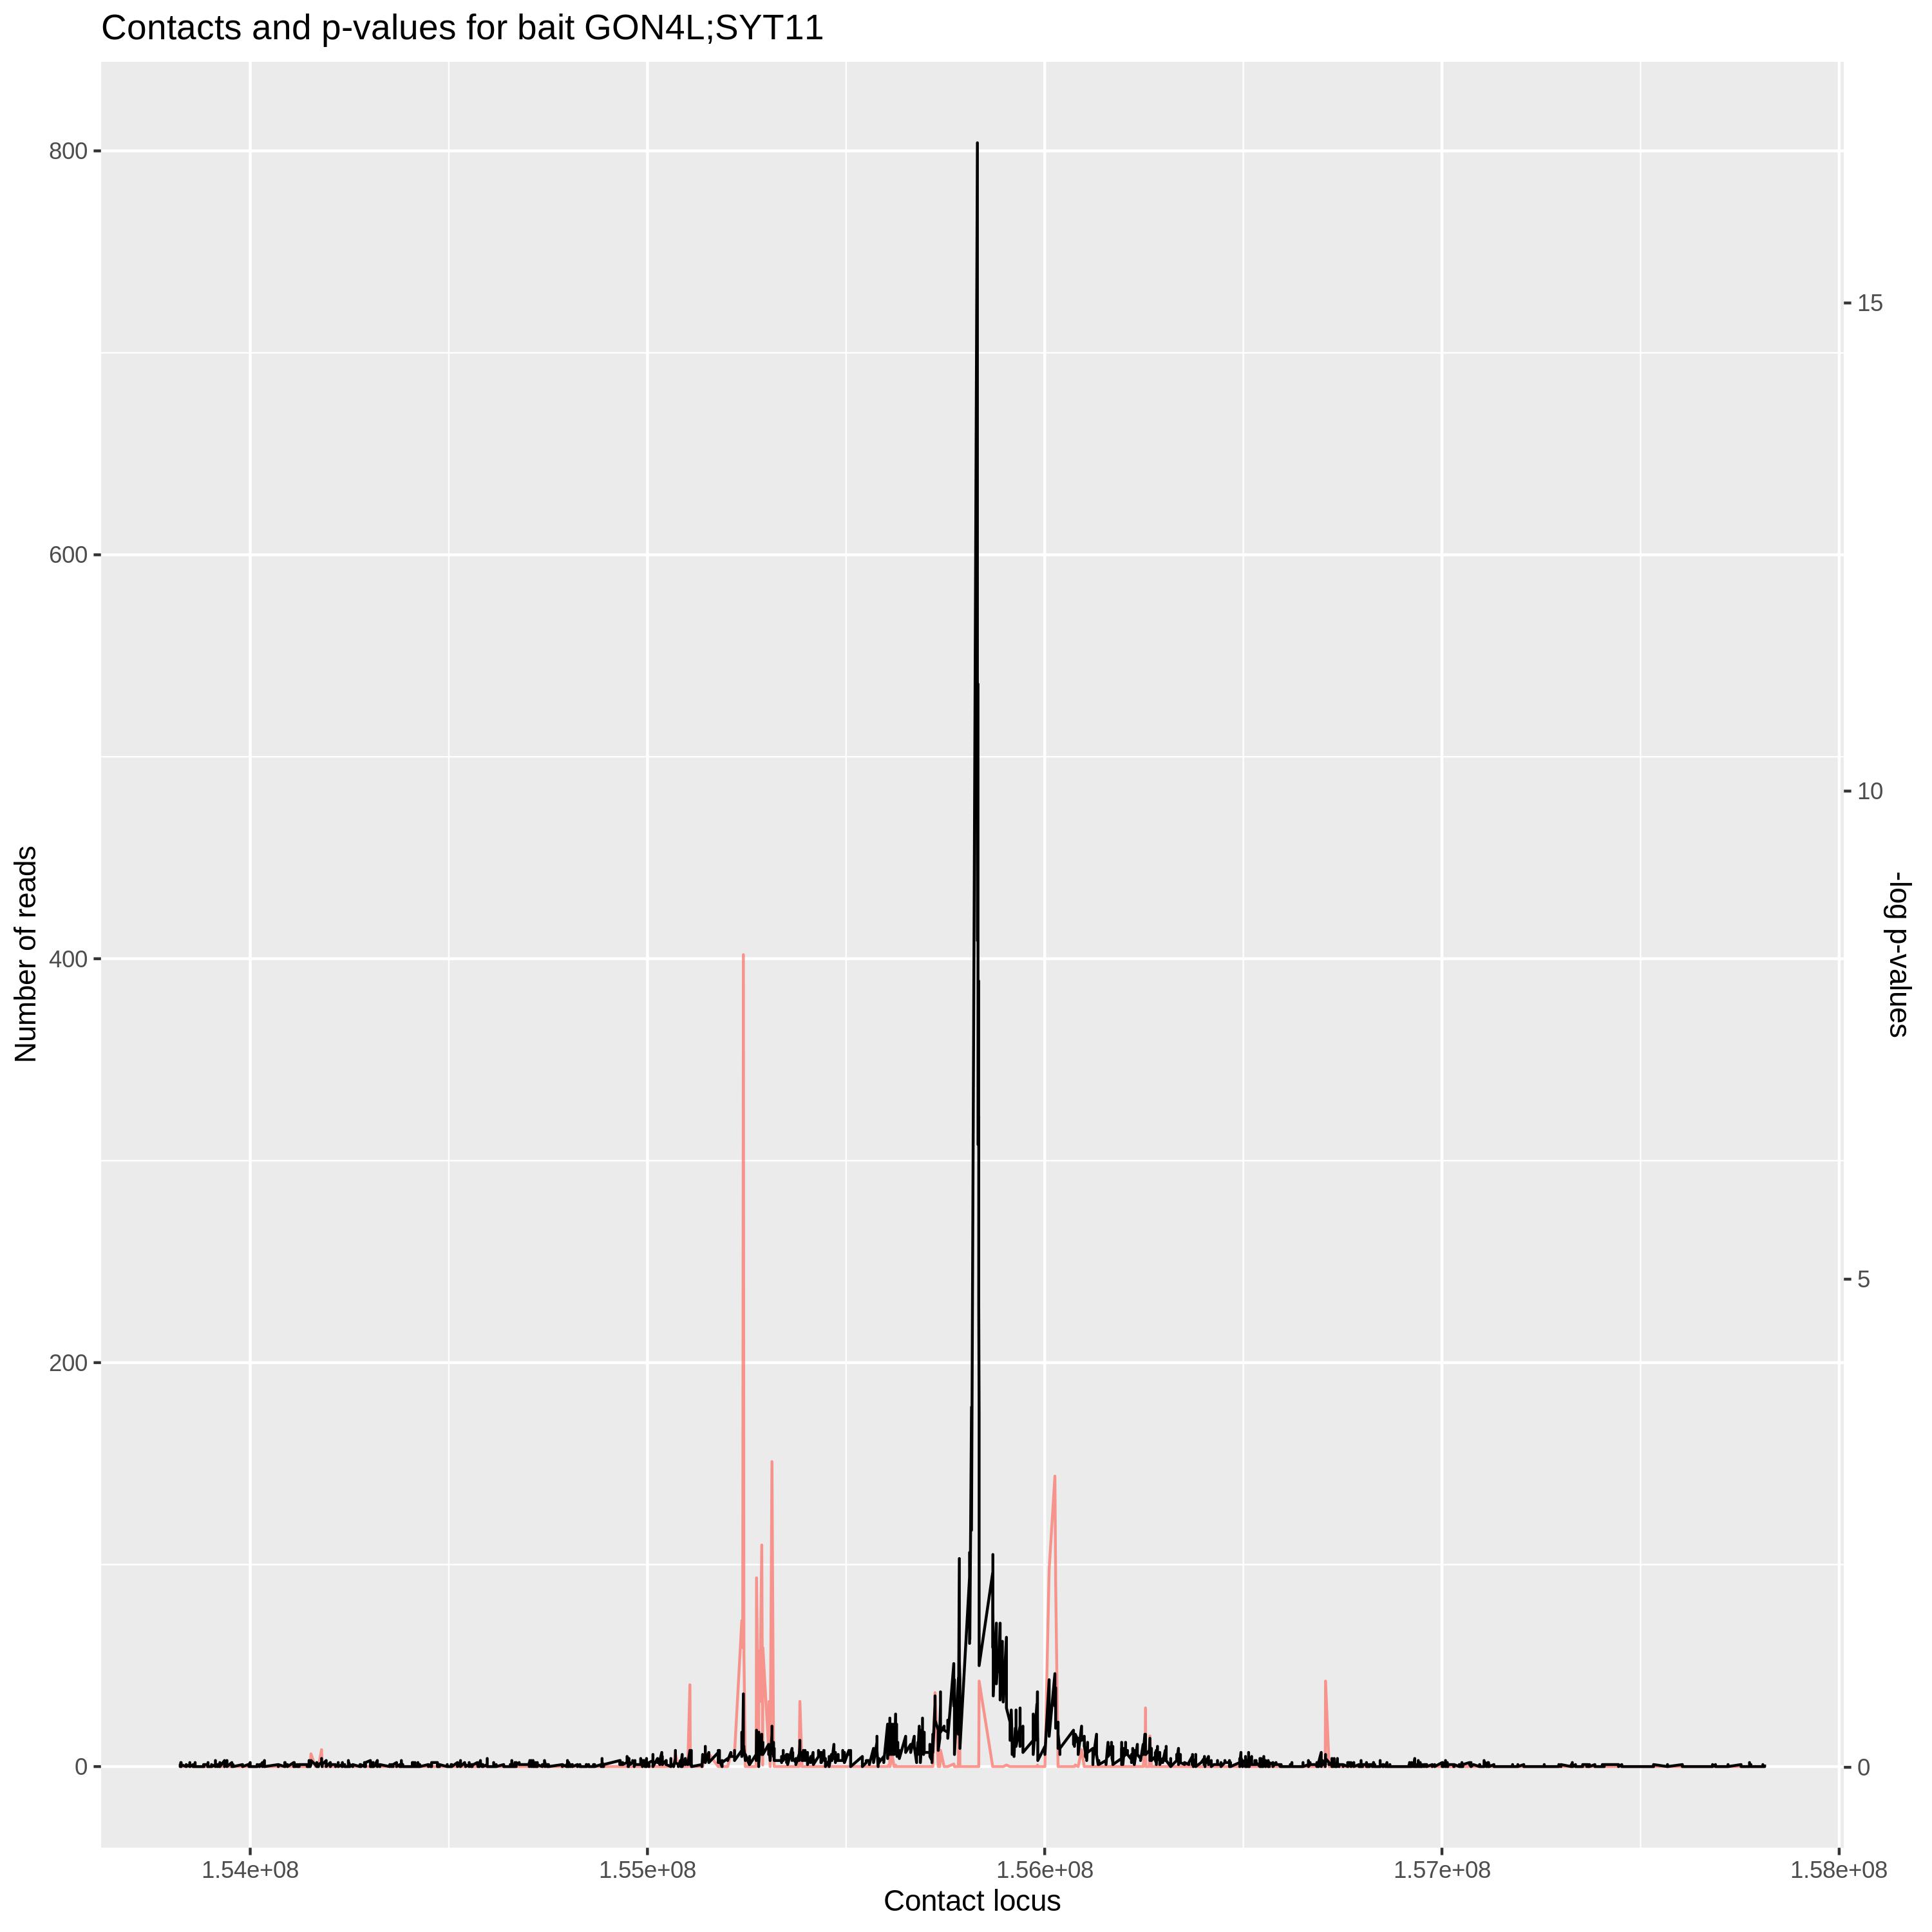 Contacts and p-values for bait GON4L;SYT11
800
600
400
200
0
Number of reads
15
10
5
0
-log p-values
1.54e+08
1.55e+08
1.56e+08
1.57e+08
1.58e+08
Contact locus